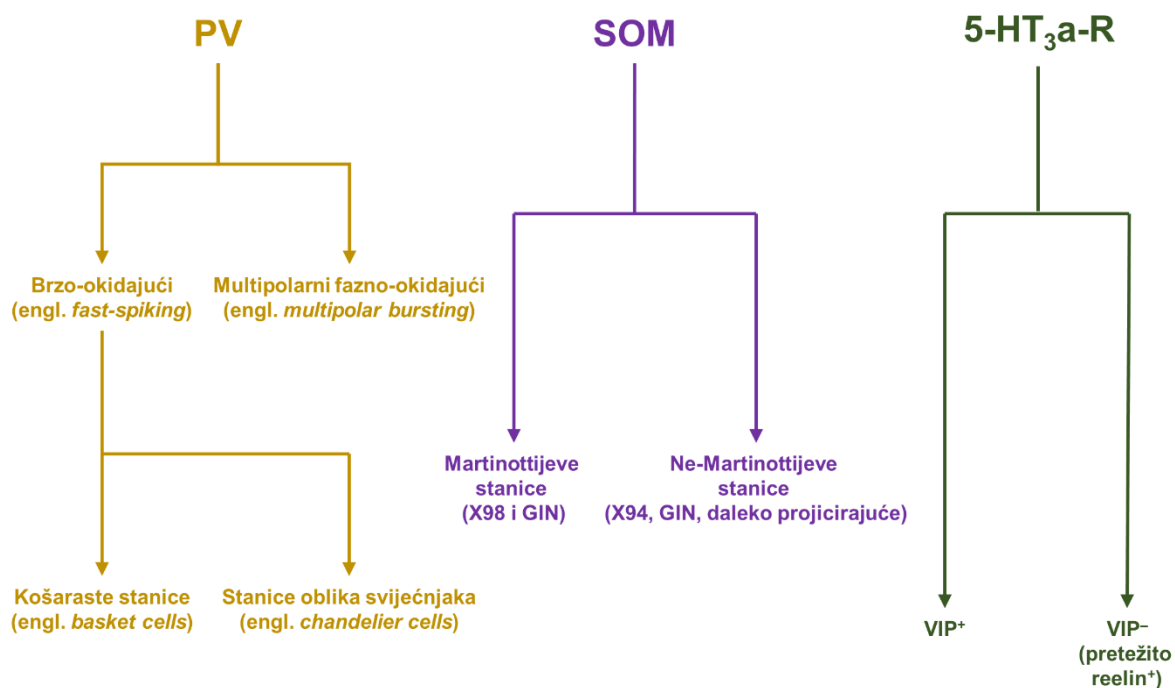 PV
SOM
5-HT₃a-R
Brzo-okidajući
(engl. fast-spiking)
Multipolarni fazno-okidajući
(engl. multipolar bursting)
Martinottijeve
stanice
(X98 i GIN)
Ne-Martinottijeve
stanice
(X94, GIN, daleko projicirajuće)
Košaraste stanice
(engl. basket cells)
Stanice oblika svijećnjaka
(engl. chandelier cells)
VIP⁺
VIP⁻
(pretežito
reelin⁺)